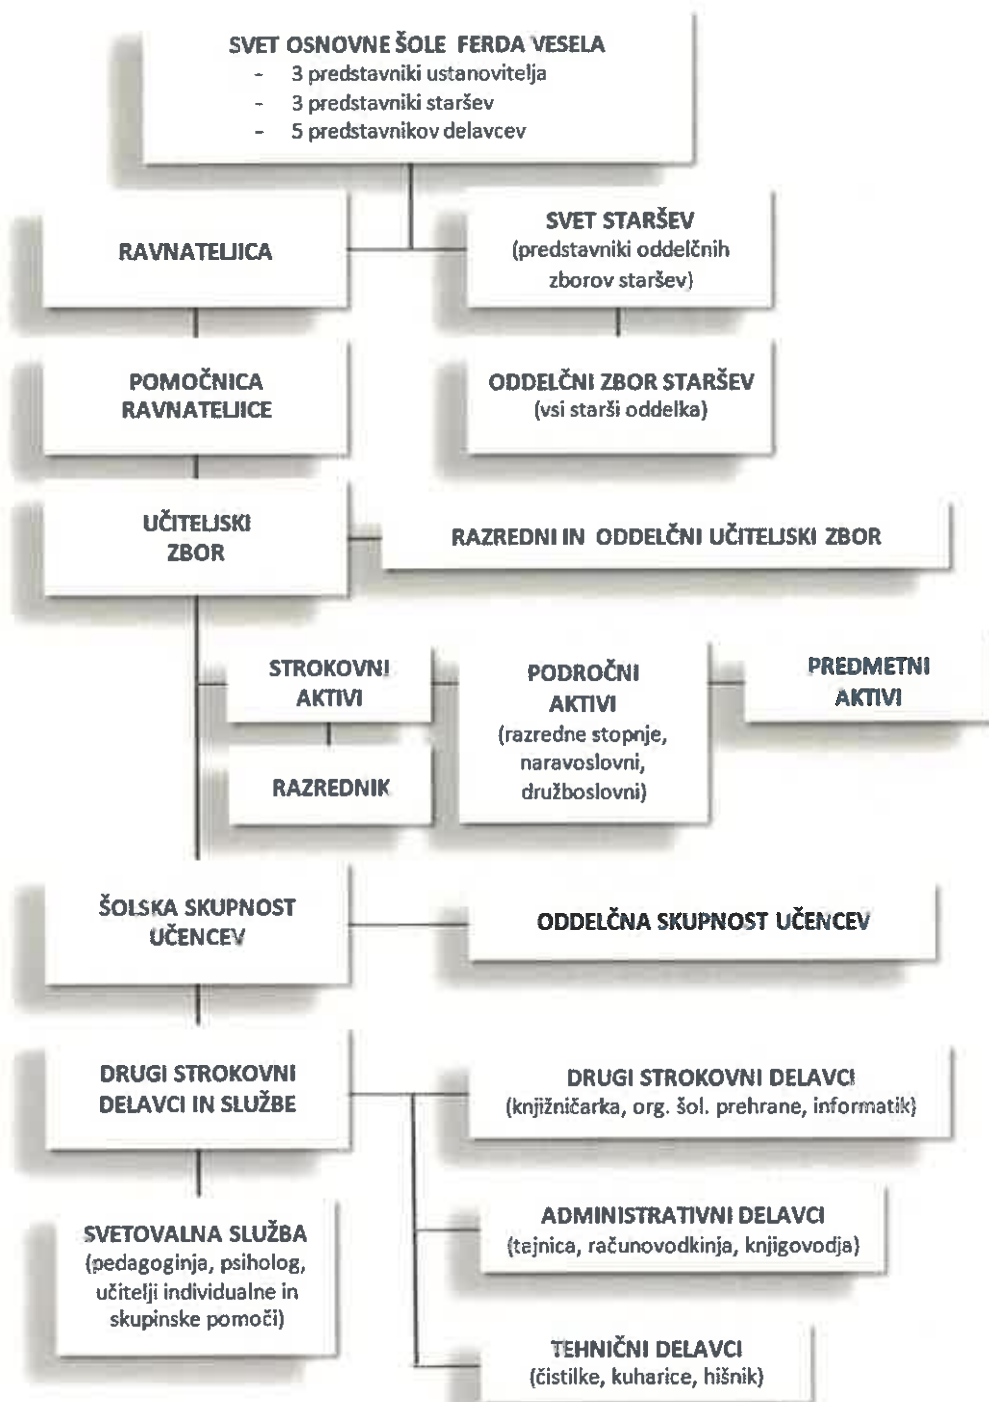 SVET OSNOVNE ŠOLE FERDA VESELA
- 3 predstavniki ustanovitelja
- 3 predstavniki staršev
- 5 predstavnikov delavcev
RAVNATELJICA
SVET STARŠEV
(predstavniki oddelčnih
zborov staršev)
POMOČNICA
RAVNATELJICE
ODDELČNI ZBOR STARŠEV
(vsi starši oddelka)
UČITELJSKI
ZBOR
RAZREDNI IN ODDELČNI UČITELJSKI ZBOR
STROKOVNI
AKTIVI
PODROČNI
AKTIVI
(razredne stopnje,
naravoslovni,
družboslovni)
PREDMETNI
AKTIVI
RAZREDNIK
ŠOLSKA SKUPNOST
UČENCEV
ODDELČNA SKUPNOST UČENCEV
DRUGI STROKOVNI
DELAVCI IN SLUŽBE
DRUGI STROKOVNI DELAVCI
(knjižničarka, org. šol. prehrane, informatik)
ADMINISTRATIVNI DELAVCI
(tajnica, računovodkinja, knjigovodja)
SVETOVALNA SLUŽBA
(pedagoginja, psiholog,
učitelji individualne in
skupinske pomoči)
TEHNIČNI DELAVCI
(čistilke, kuharice, hišnik)